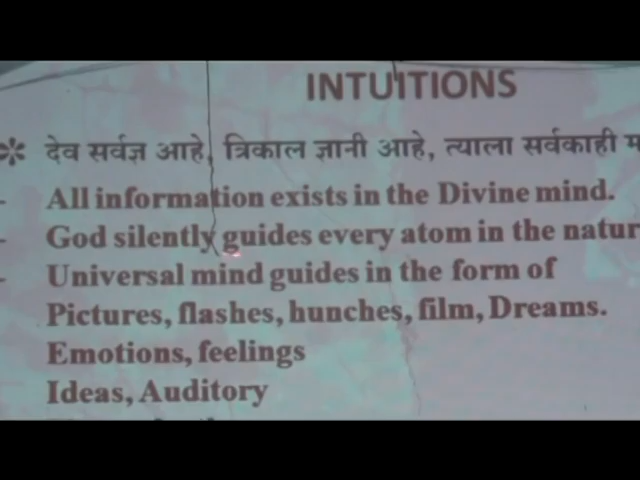 INTUITIONS
* देव सर्वज्ञ आहे, त्रिकाल ज्ञानी आहे, त्याला सर्वकाही
- All information exists in the Divine mind.
- God silently guides every atom in the natur
- Universal mind guides in the form of
Pictures, flashes, hunches, film, Dreams.
Emotions, feelings
Ideas, Auditory